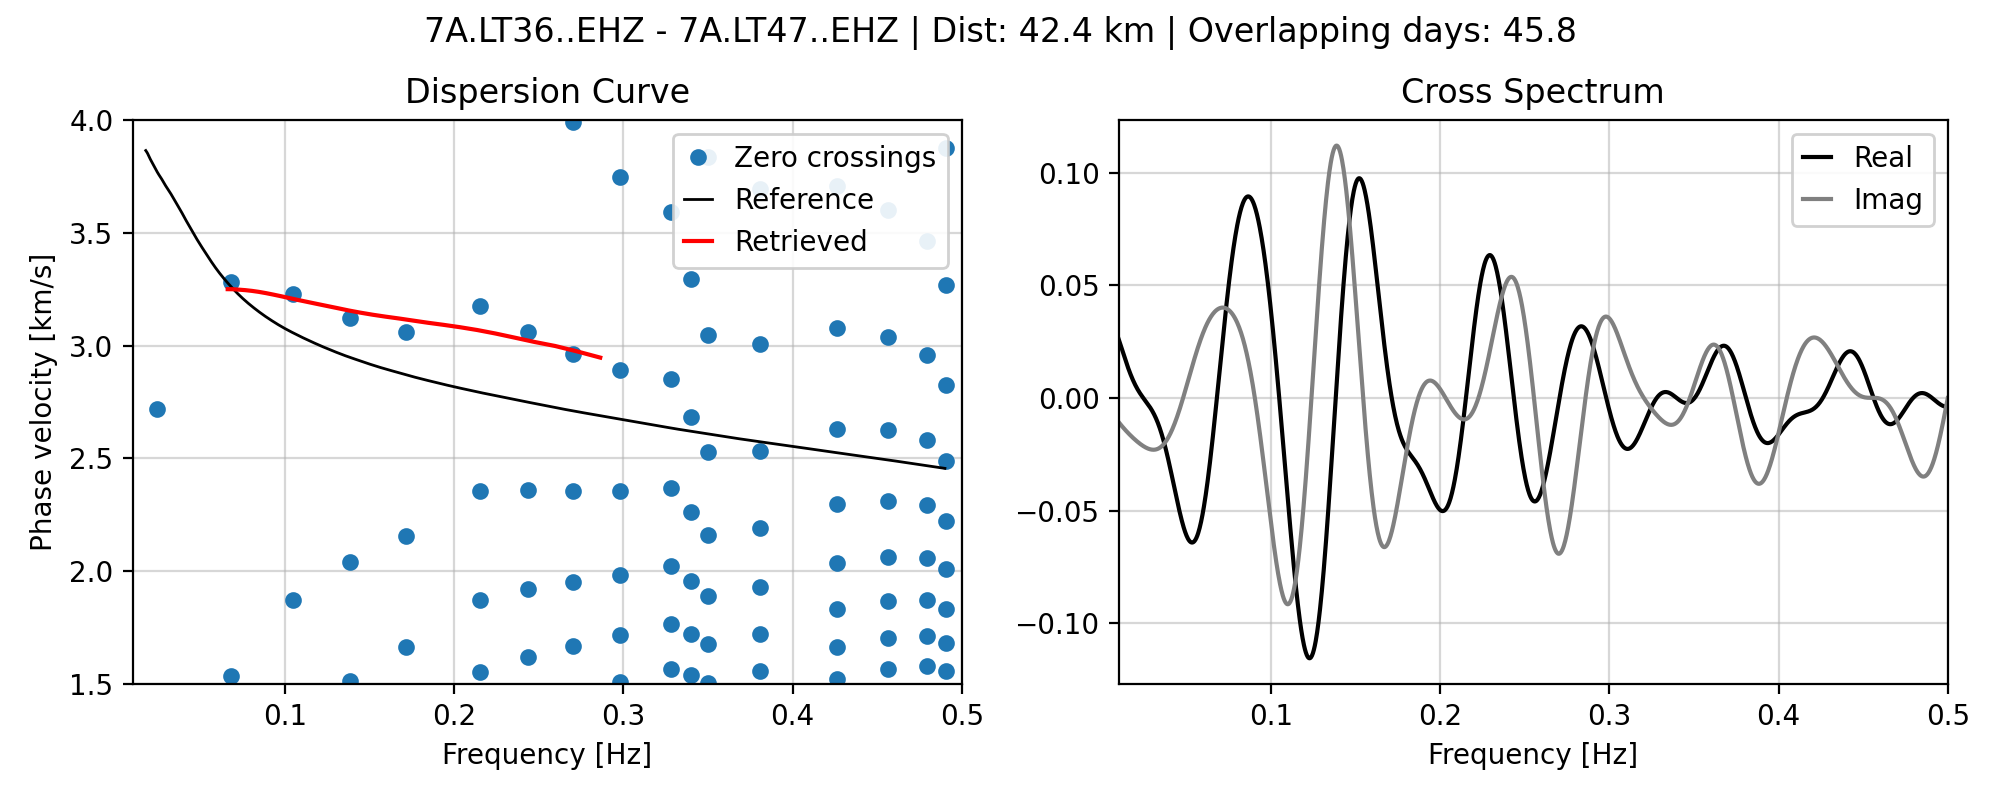 7A.LT36..EHZ - 7A.LT47..EHZ | Dist: 42.4 km | Overlapping days: 45.8
Dispersion Curve
4.0
3.5
3.0
2.5
2.0
1.5
Phase velocity [km/s]
Zero crossings
Reference
Retrieved
0.1
0.2
0.3
0.4
0.5
Frequency [Hz]
Cross Spectrum
0.10
0.05
0.00
−0.05
−0.10
Real
Imag
0.1
0.2
0.3
0.4
0.5
Frequency [Hz]